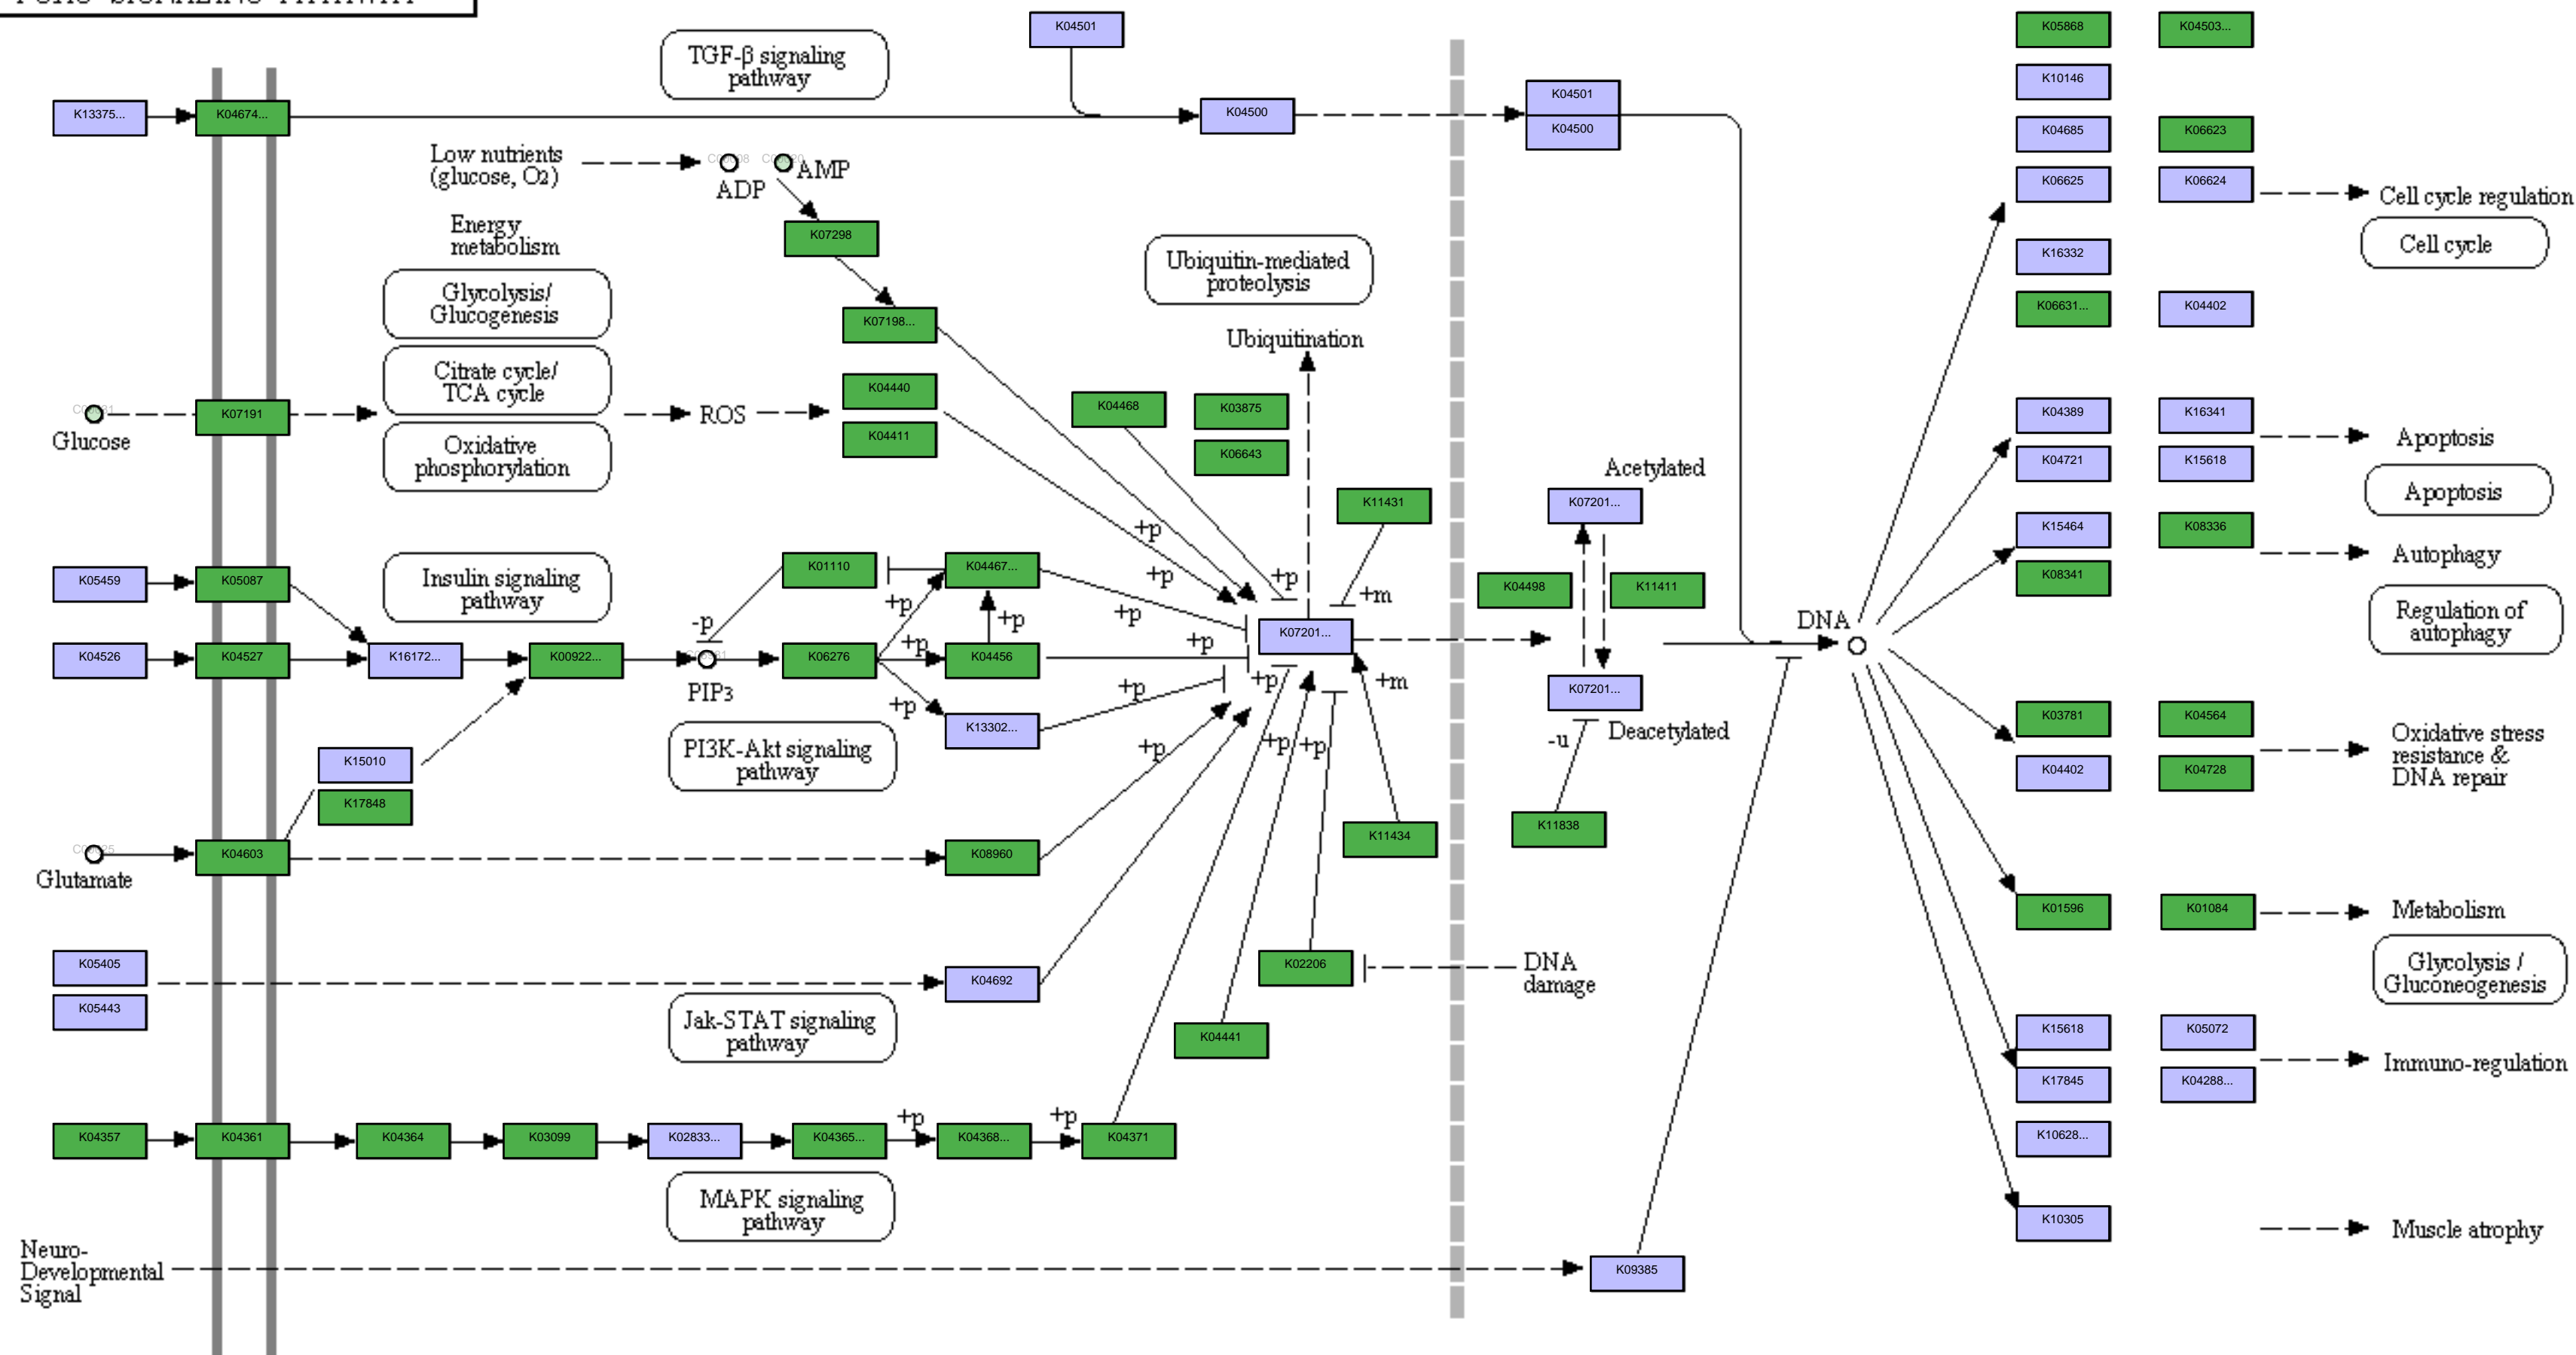 K04501
K05868
K04503...
TGF-β signaling
pathway
K10146
K13375...
K04674...
K04500
K04501
K04500
K04685
K06623
Low nutrients
(glucose, O2)
ADP
AMP
K06625
K06624
Cell cycle regulation
Cell cycle
Energy
metabolism
K07298
Ubiquitin-mediated
proteolysis
K16332
Glycolysis/
Glucogenesis
K07198...
K06631...
K04402
Ubiquitination
Citrate cycle/
TCA cycle
K04440
K04411
K04468
K03875
K06643
Glucose
K07191
ROS
Oxidative
phosphorylation
K04389
K16341
Apoptosis
K04721
K15618
Apoptosis
Acetylated
K07201...
K11431
+p
K15464
K08336
Autophagy
K08341
Regulation of
autophagy
K05459
K05087
Insulin signaling
pathway
K01110
K04467...
+p
+p
+m
K04498
K11411
-p
+p
+p
+p
+p
+p
DNA
K04526
K04527
K16172...
K00922...
PIP3
K06276
K04456
K07201...
+p
+p
+p
+m
K07201...
Deacetylated
-u
K13302...
K03781
K04564
Oxidative stress
resistance &
DNA repair
K04402
K04728
K15010
K17848
PI3K-Akt signaling
pathway
+p
+p
+p
K11434
K11838
Glutamate
K04603
K08960
K01596
K01084
Metabolism
Glycolysis /
Gluconeogenesis
K05405
K05443
K04692
K02206
DNA
damage
Jak-STAT signaling
pathway
K04441
K15618
K05072
Immuno-regulation
K17845
K04288...
K04357
K04361
K04364
K03099
K02833...
K04365...
+p
K04368...
+p
K04371
K10628...
MAPK signaling
pathway
K10305
Muscle atrophy
Neuro-
Developmental
Signal
K09385